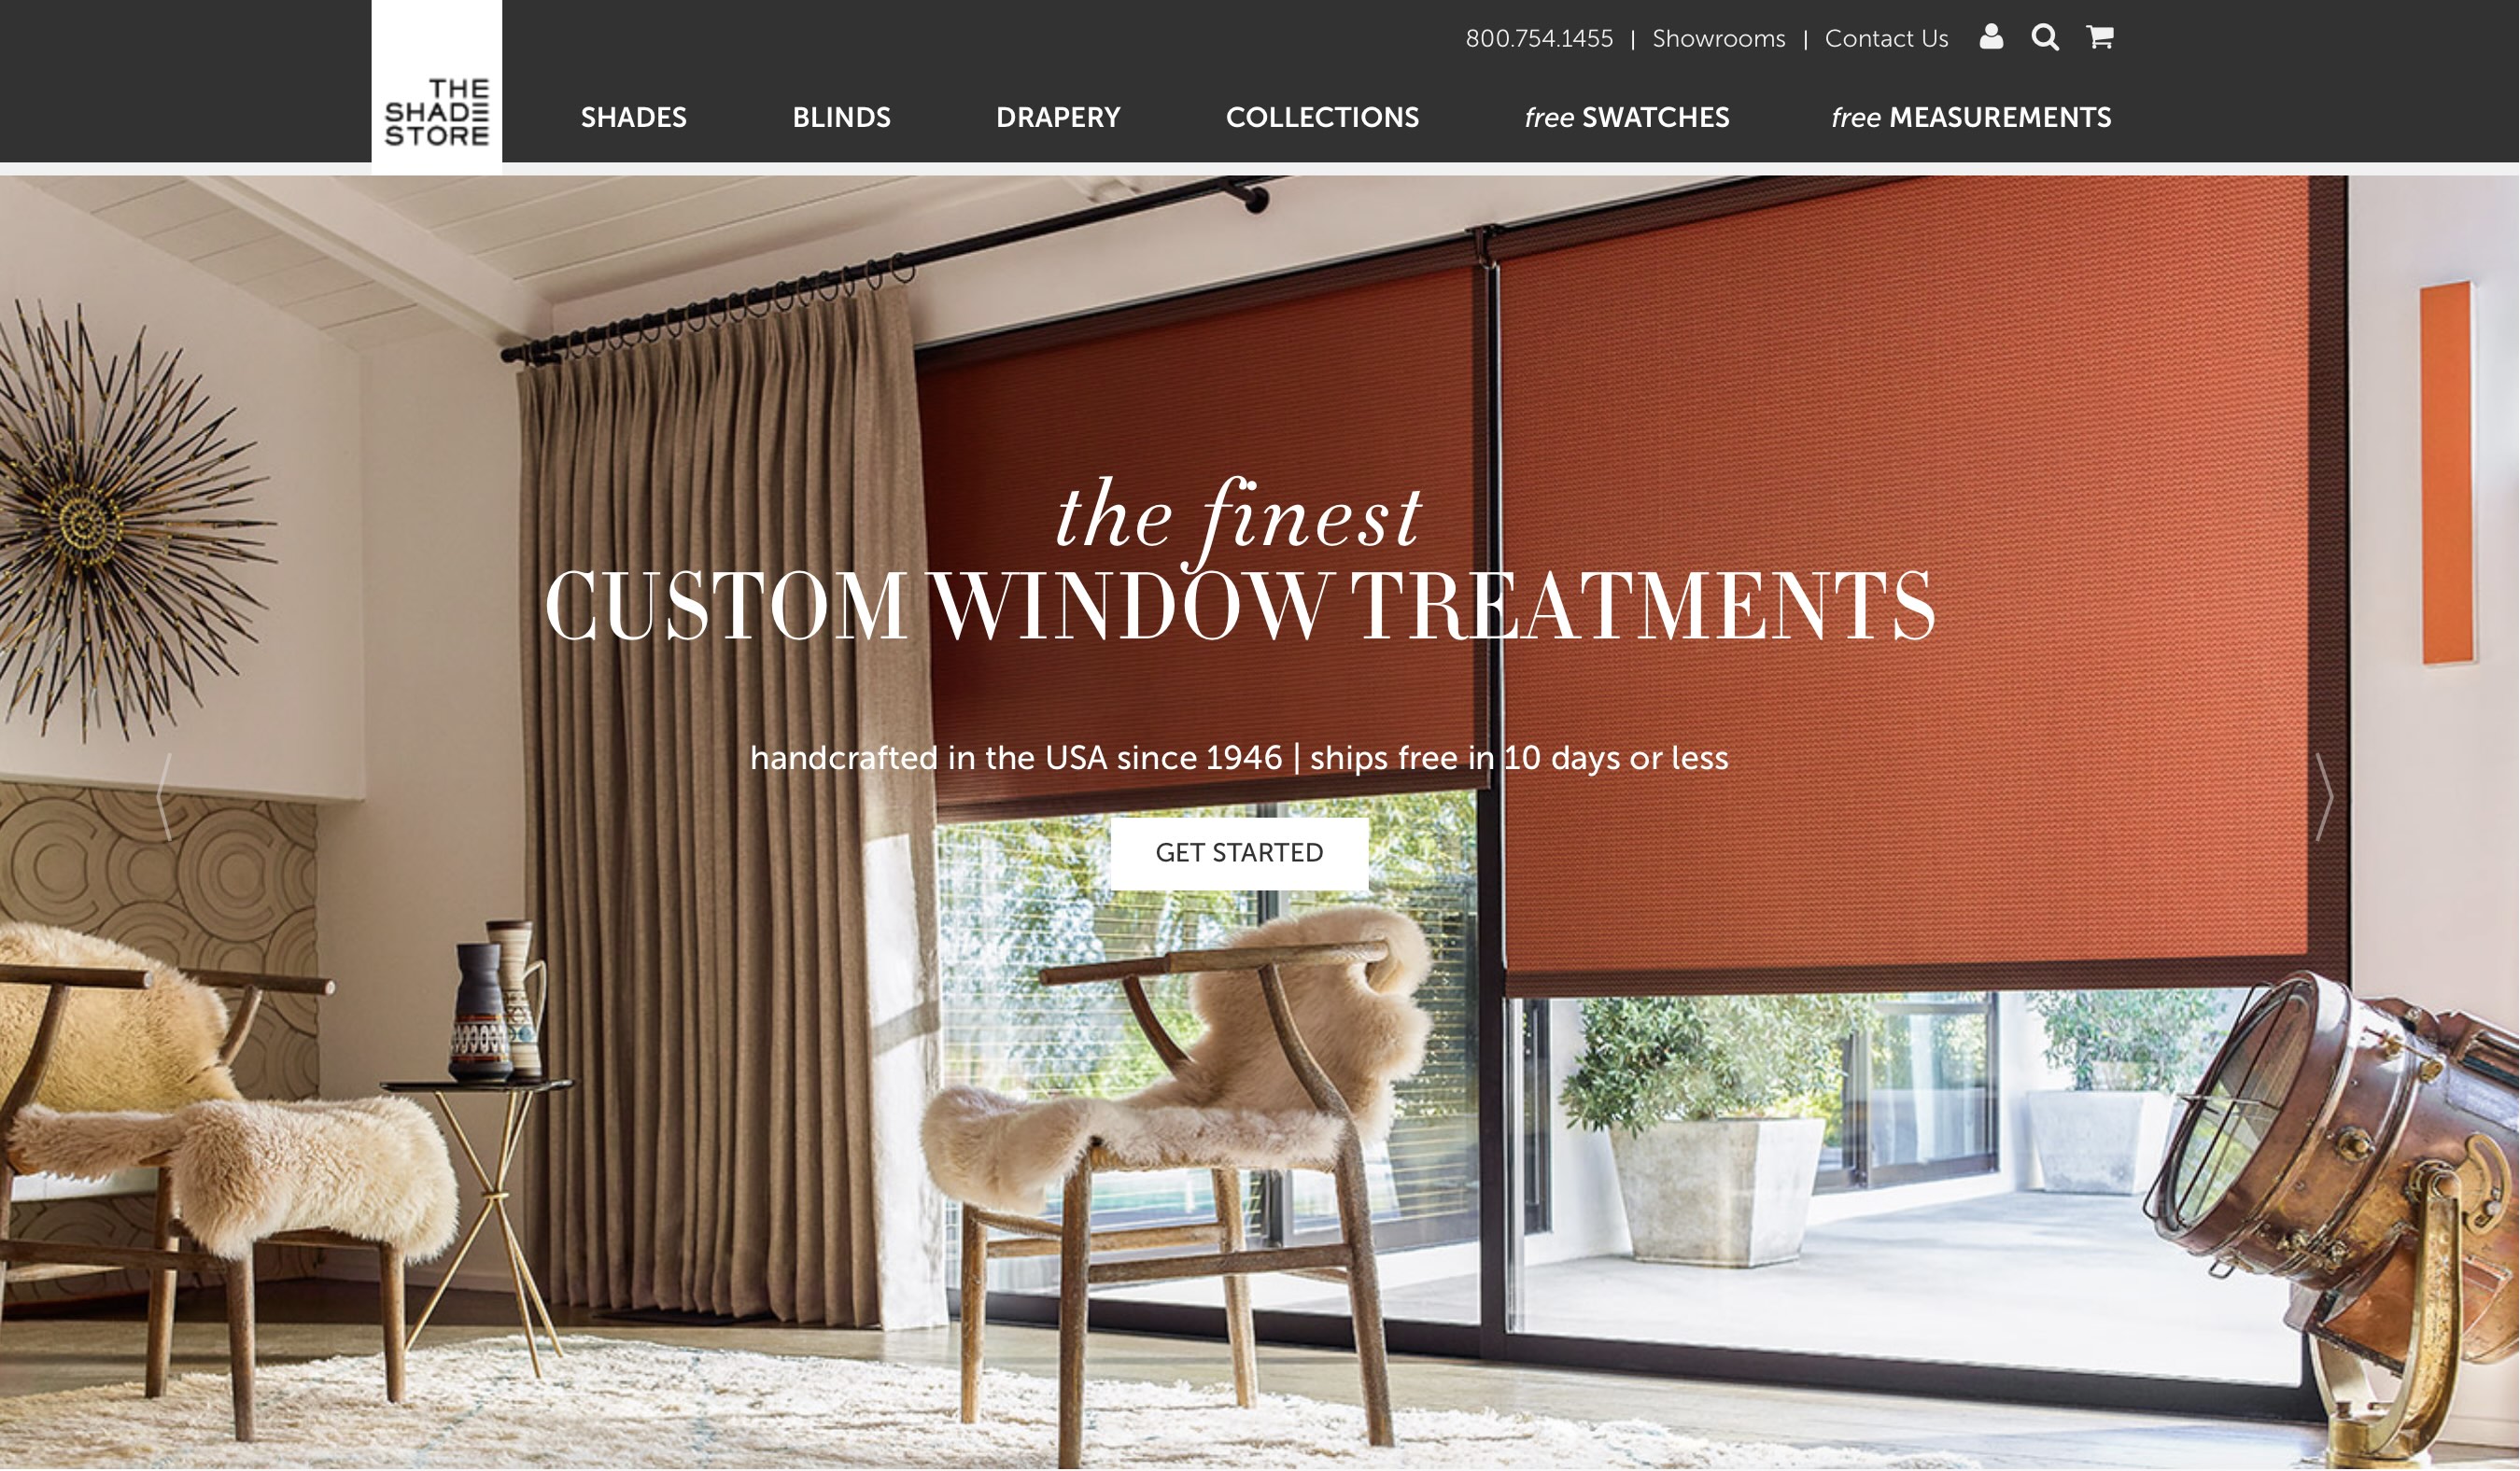 800.754.1455 | Showrooms | Contact Us
THE
SHADE
STORE
SHADES BLINDS DRAPERY COLLECTIONS free SWATCHES free MEASUREMENTS
the finest
CUSTOM WINDOW TREATMENTS
handcrafted in the USA since 1946 | ships free in 10 days or less
GET STARTED